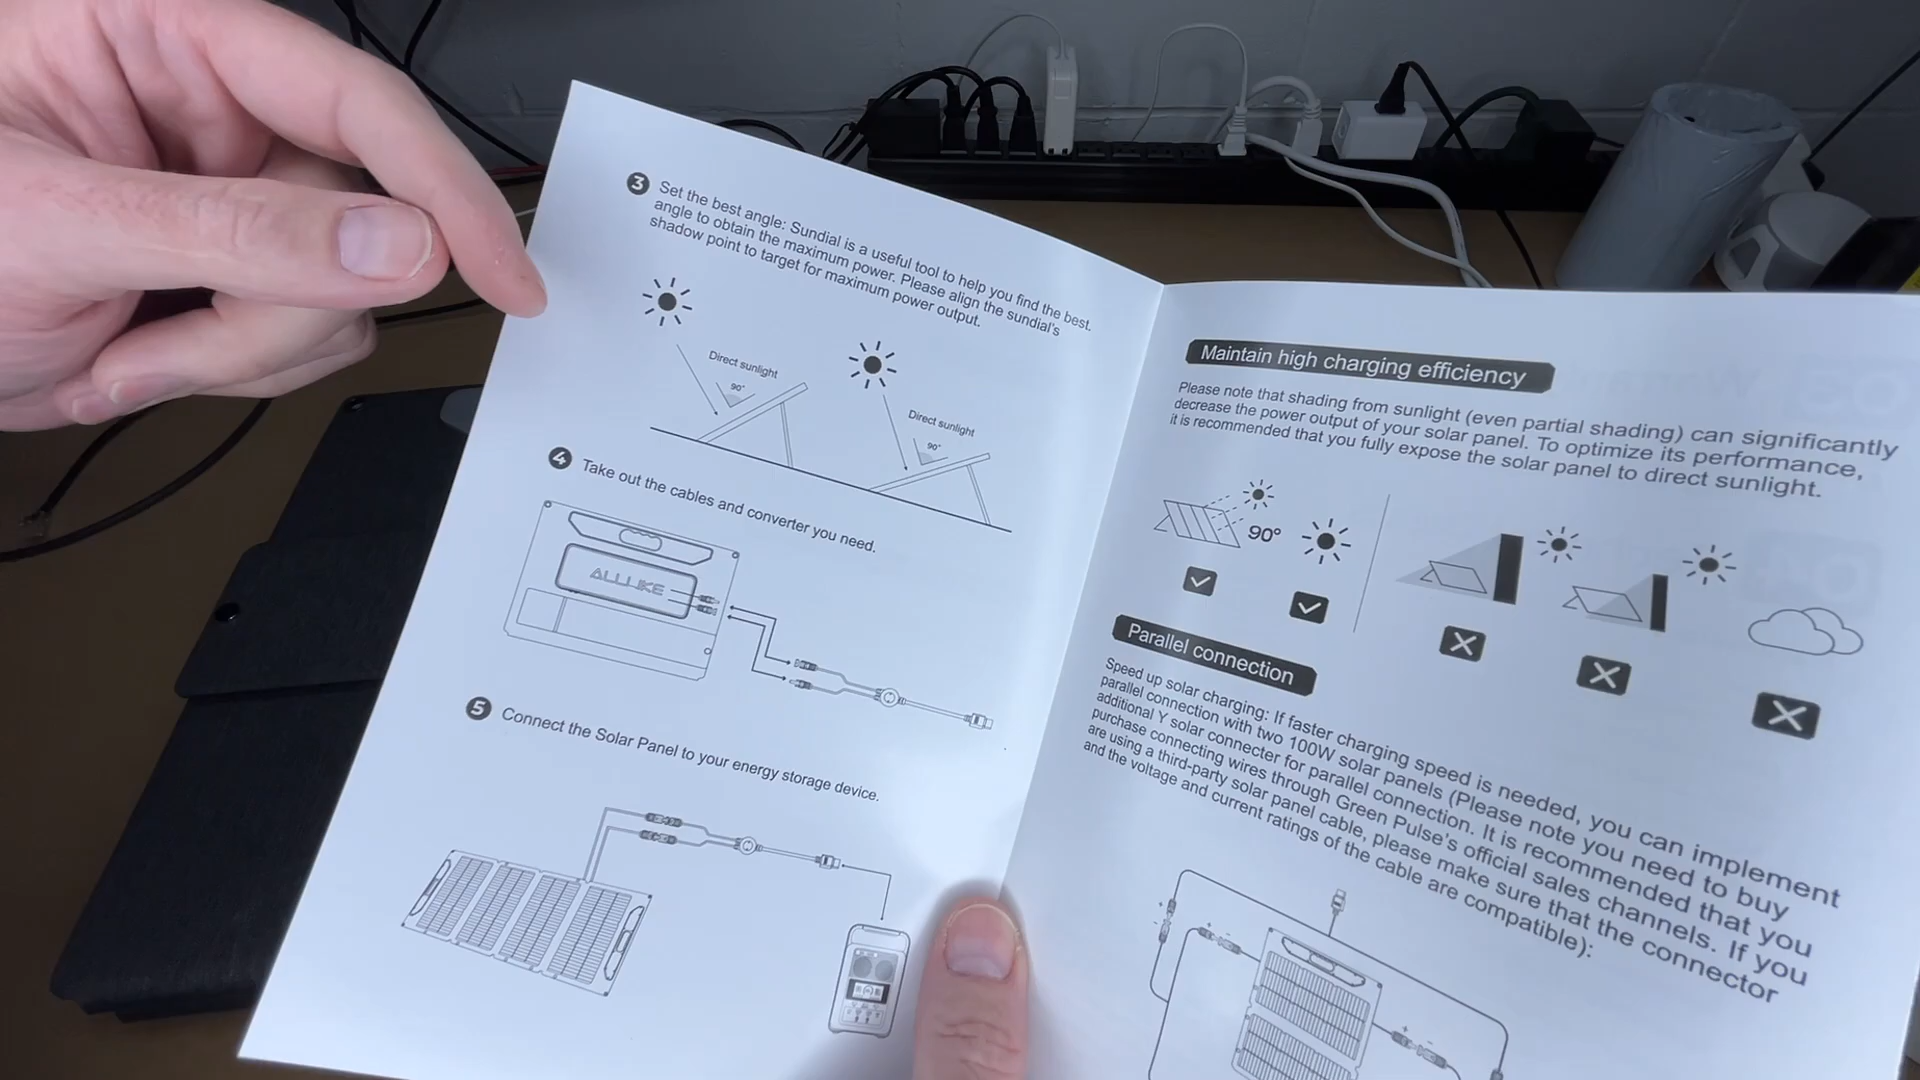 3 Set the best angle: Sundial is a useful tool to help you find the best.
angle to obtain the maximum power. Please align the sundial's
shadow point to target for maximum power output.
Direct sunlight
90°
Direct sunlight
90°
4 Take out the cables and converter you need.
5 Connect the Solar Panel to your energy storage device.
Maintain high charging efficiency
Please note that shading from sunlight (even partial shading) can significantly
decrease the power output of your solar panel. To optimize its performance,
it is recommended that you fully expose the solar panel to direct sunlight.
90°
Parallel connection
Speed up solar charging: If faster charging speed is needed, you can implement
parallel connection with two 100W solar panels (Please note you need to buy
additional Y solar connecter for parallel connection. It is recommended that you
purchase connecting wires through Green Pulse's official sales channels. If you
are using a third-party solar panel cable, please make sure that the connector
and the voltage and current ratings of the cable are compatible):
+ -
+ -
+ -